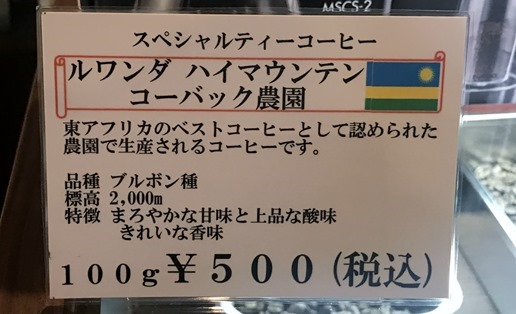 MSCS-2
スペシャルティーコーヒー
ルワンダ ハイマウンテン
コーバック農園
東アフリカのベストコーヒーとして認められた
農園で生産されるコーヒーです。
品種 ブルボン種
標高 2,000m
特徴 まろやかな甘味と上品な酸味
きれいな香味
100g￥500(税込)